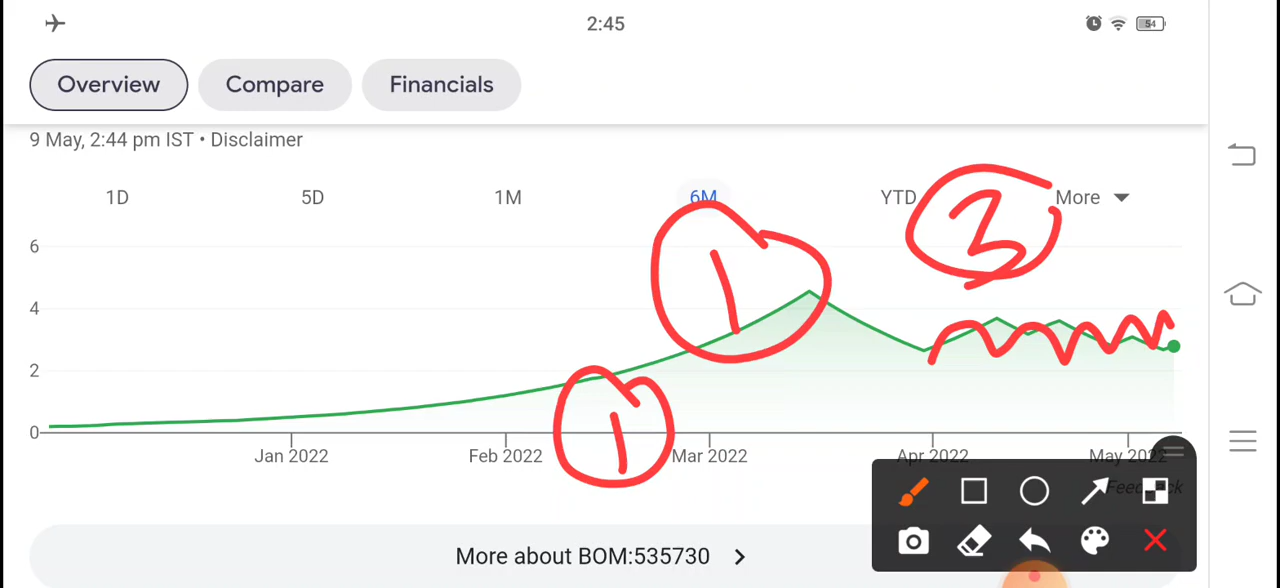 2:45
54
Overview Compare Financials
9 May, 2:44 pm IST • Disclaimer
1D 5D 1M 6M YTD More
3
1
6
4
2
0
1
Jan 2022 Feb 2022 Mar 2022 Apr 2022 May 2022
Feedback
More about BOM:535730